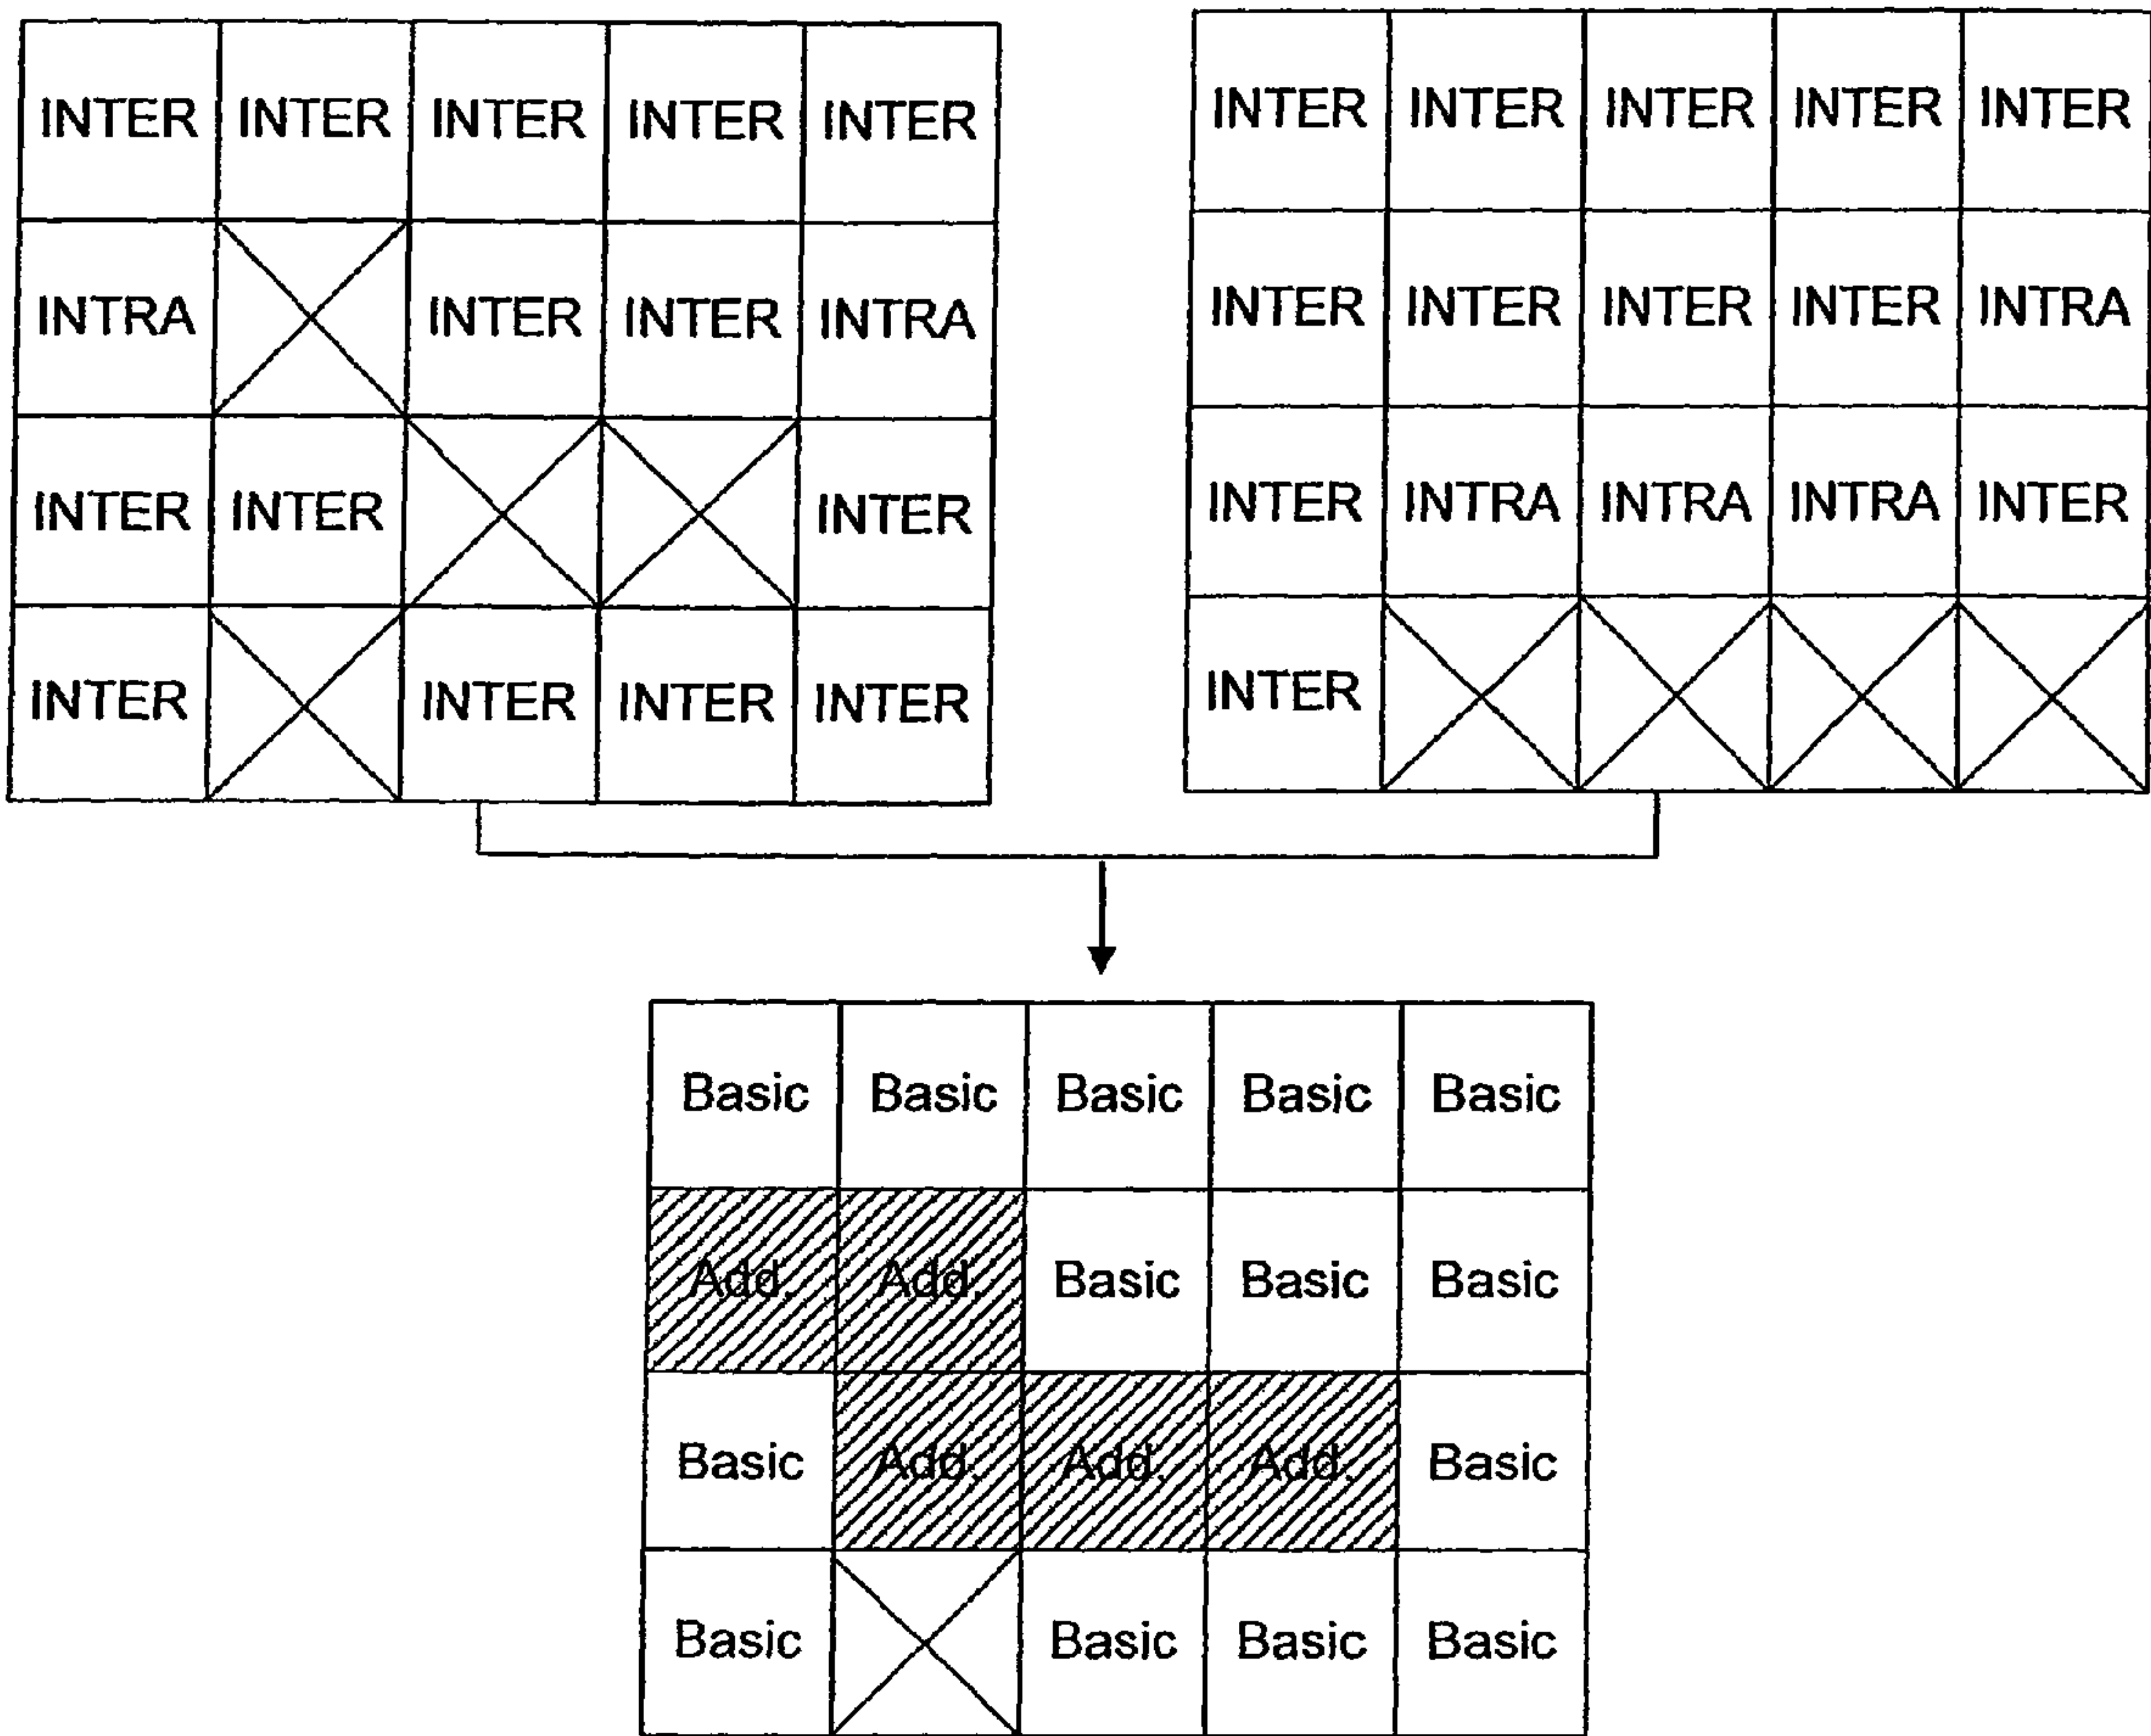 INTER INTER INTER INTER INTER
INTRA INTER INTER INTRA
INTER INTER INTER
INTER INTER INTER INTER
INTER INTER INTER INTER INTER
INTER INTER INTER INTER INTRA
INTER INTRA INTRA INTRA INTER
INTER
Basic Basic Basic Basic Basic
Add. Add. Basic Basic Basic
Basic Add. Add. Add. Basic
Basic Basic Basic Basic